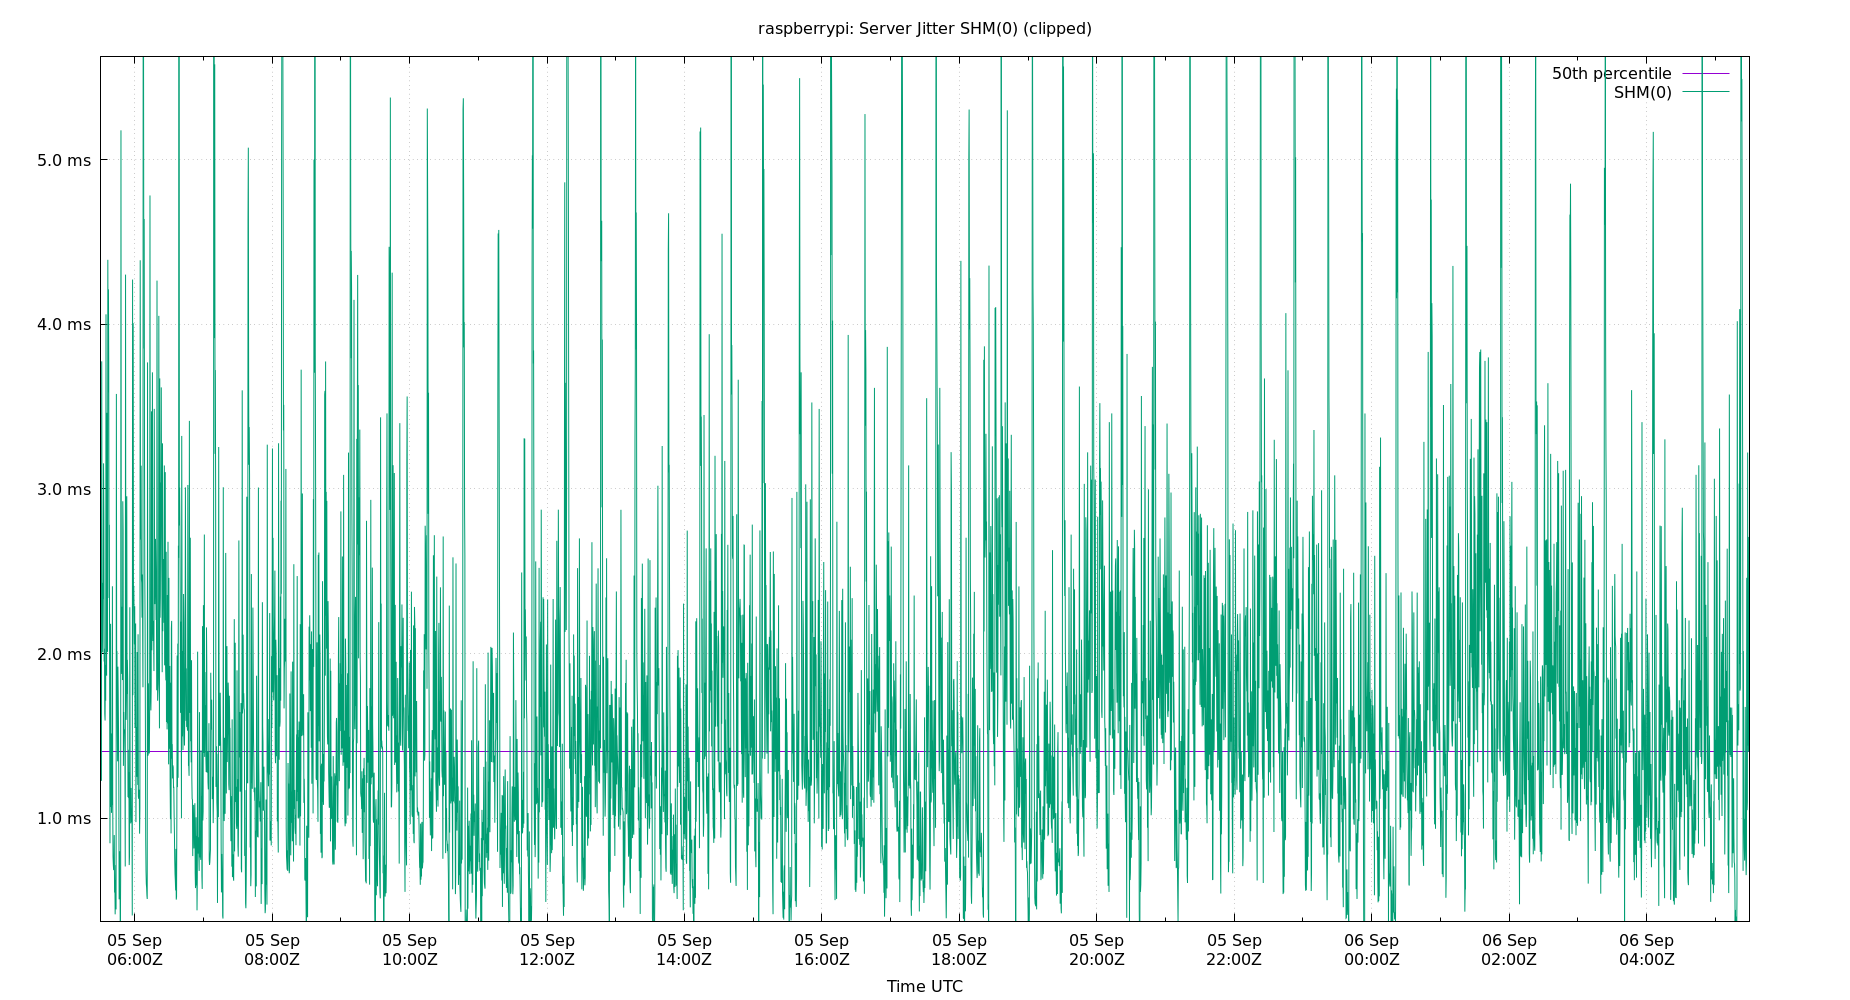 raspberrypi: Server Jitter SHM(0) (clipped)
50th percentile
SHM(0)
5.0 ms
4.0 ms
3.0 ms
2.0 ms
1.0 ms
05 Sep 05 Sep 05 Sep 05 Sep 05 Sep 05 Sep 05 Sep 05 Sep 05 Sep 06 Sep 06 Sep 06 Sep
06:00Z 08:00Z 10:00Z 12:00Z 14:00Z 16:00Z 18:00Z 20:00Z 22:00Z 00:00Z 02:00Z 04:00Z
Time UTC